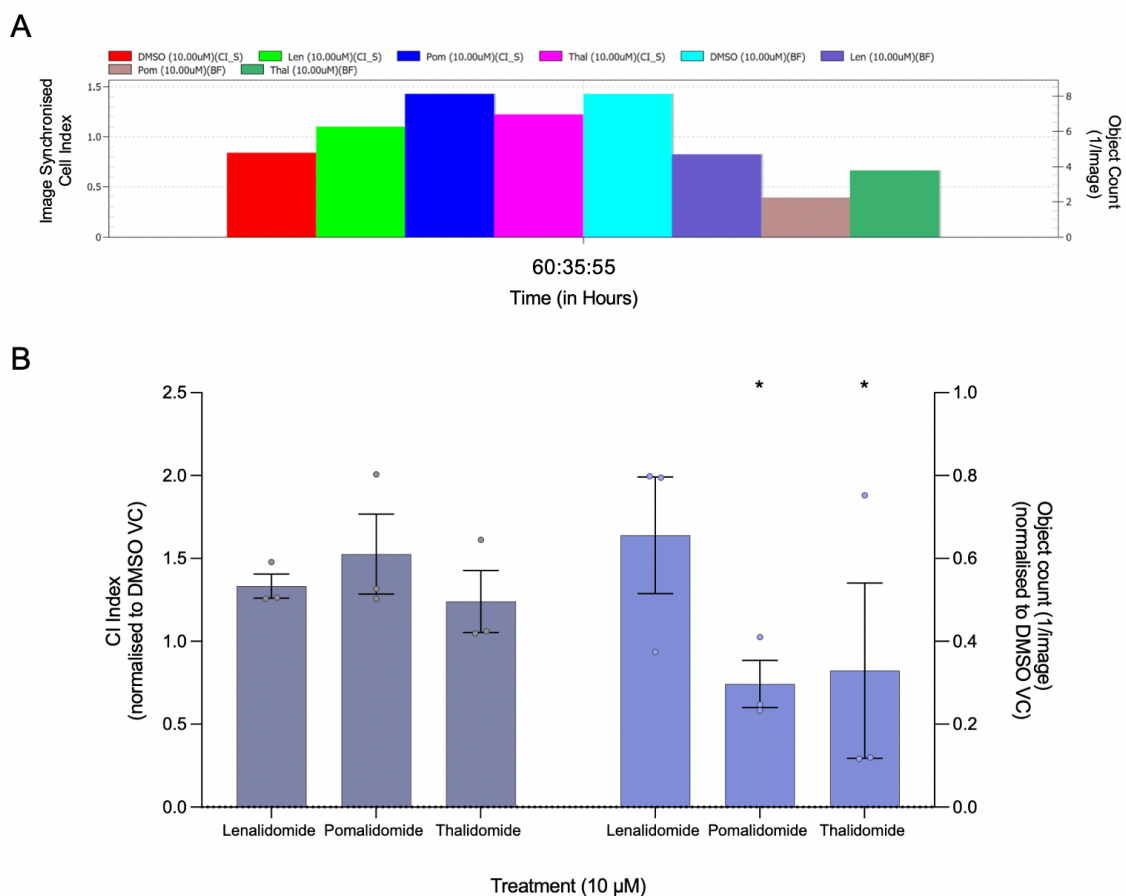 A
DMSO (10.00uM)(CI_S) Len (10.00uM)(CI_S) Pom (10.00uM)(CI_S) Thal (10.00uM)(CI_S) DMSO (10.00uM)(BF) Len (10.00uM)(BF)
Pom (10.00uM)(BF) Thal (10.00uM)(BF)
Image Synchronised
Cell Index
1.5
1.0
0.5
0
8
6
4
2
0
Object Count
(1/Image)
60:35:55
Time (in Hours)
B
CI Index
(normalised to DMSO VC)
2.5
2.0
1.5
1.0
0.5
0.0
* *
1.0
0.8
0.6
0.4
0.2
0.0
Object count (1/image)
(normalised to DMSO VC)
Lenalidomide Pomalidomide Thalidomide Lenalidomide Pomalidomide Thalidomide
Treatment (10 µM)